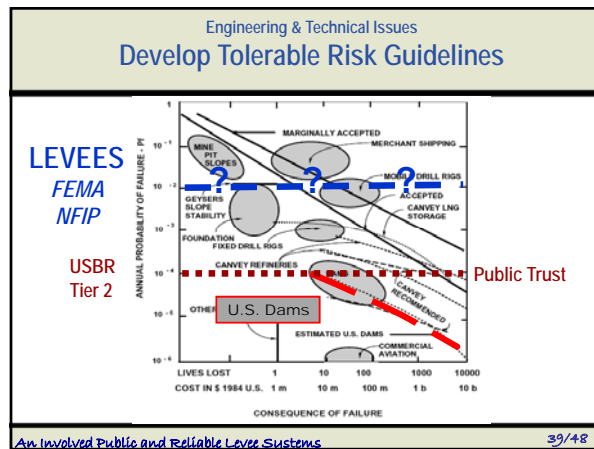 Engineering & Technical Issues
Develop Tolerable Risk Guidelines
LEVEES
FEMA
NFIP
USBR
Tier 2
ANNUAL PROBABILITY OF FAILURE - Pf
1
10⁻¹
10⁻²
10⁻³
10⁻⁴
10⁻⁵
10⁻⁶
MARGINALLY ACCEPTED
MERCHANT SHIPPING
MINE
PIT
SLOPES
? ? ?
MOBILE DRILL RIGS
GEYSERS
SLOPE
STABILITY
ACCEPTED
CANVEY LNG
STORAGE
FOUNDATION
FIXED DRILL RIGS
CANVEY REFINERIES
Public Trust
CANVEY
RECOMMENDED
U.S. Dams
ESTIMATED U.S. DAMS
COMMERCIAL
AVIATION
LIVES LOST 1 10 100 1000 10000
COST IN $ 1984 U.S. 1 m 10 m 100 m 1 b 10 b
CONSEQUENCE OF FAILURE
An Involved Public and Reliable Levee Systems
39/48